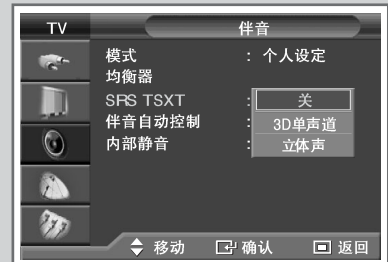 TV 伴音
模式 : 个人设定
均衡器
SRS TSXT : 关
伴音自动控制 : 3D单声道
内部静音 : 立体声
移动 确认 返回